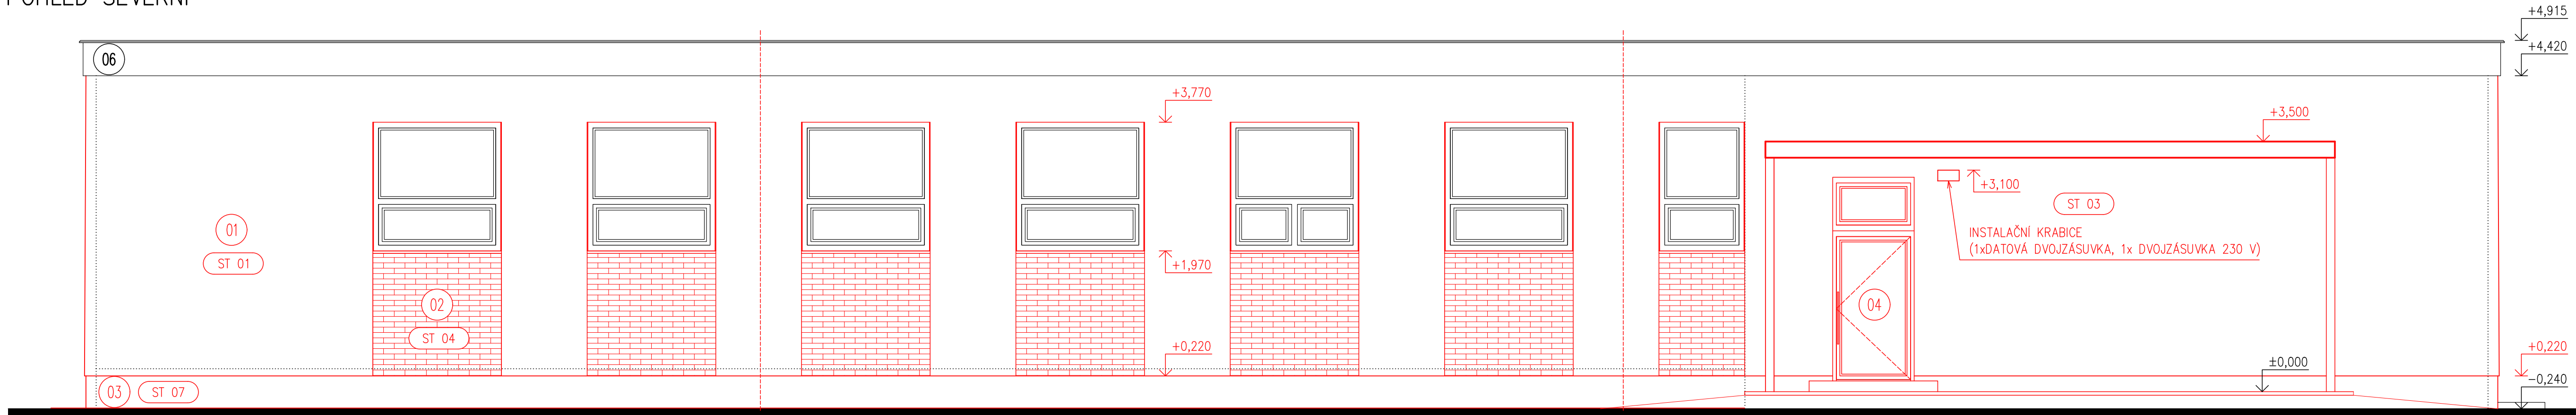 POHLED SEVERNÍ
+4,915
+4,420
06
+3,770
+3,500
+3,100
ST 03
01
ST 01
INSTALAČNÍ KRABICE
(1xDATOVÁ DVOJZÁSUVKA, 1x DVOJZÁSUVKA 230 V)
+1,970
02
04
ST 04
+0,220
±0,000
+0,220
03
ST 07
-0,240